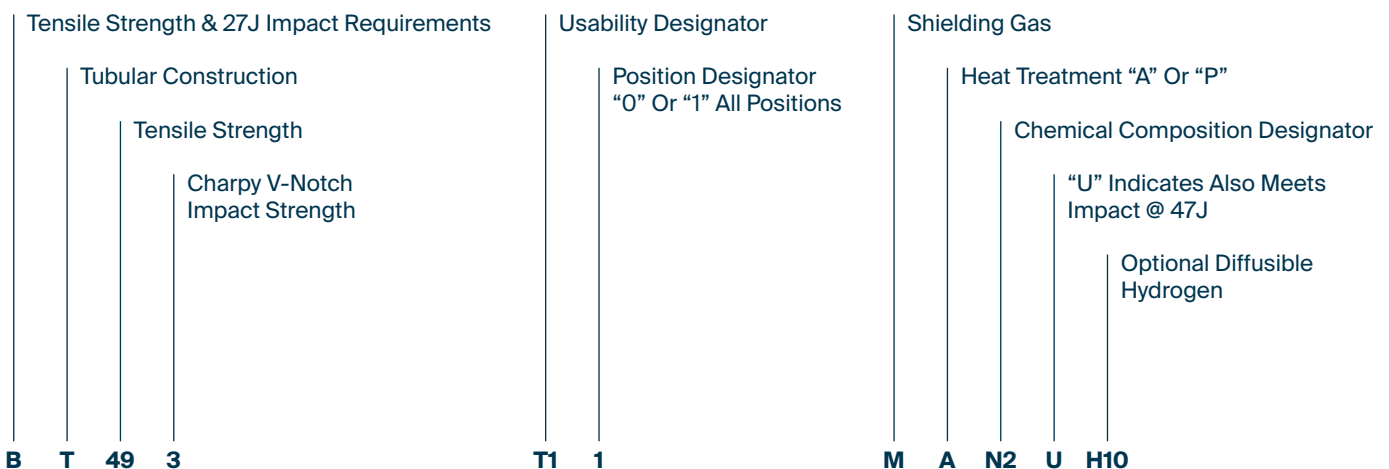 Tensile Strength & 27J Impact Requirements
Tubular Construction
Tensile Strength
Charpy V-Notch
Impact Strength
Usability Designator
Position Designator
“0” Or “1” All Positions
Shielding Gas
Heat Treatment “A” Or “P”
Chemical Composition Designator
“U” Indicates Also Meets
Impact @ 47J
Optional Diffusible
Hydrogen
B T 49 3 T1 1 M A N2 U H10